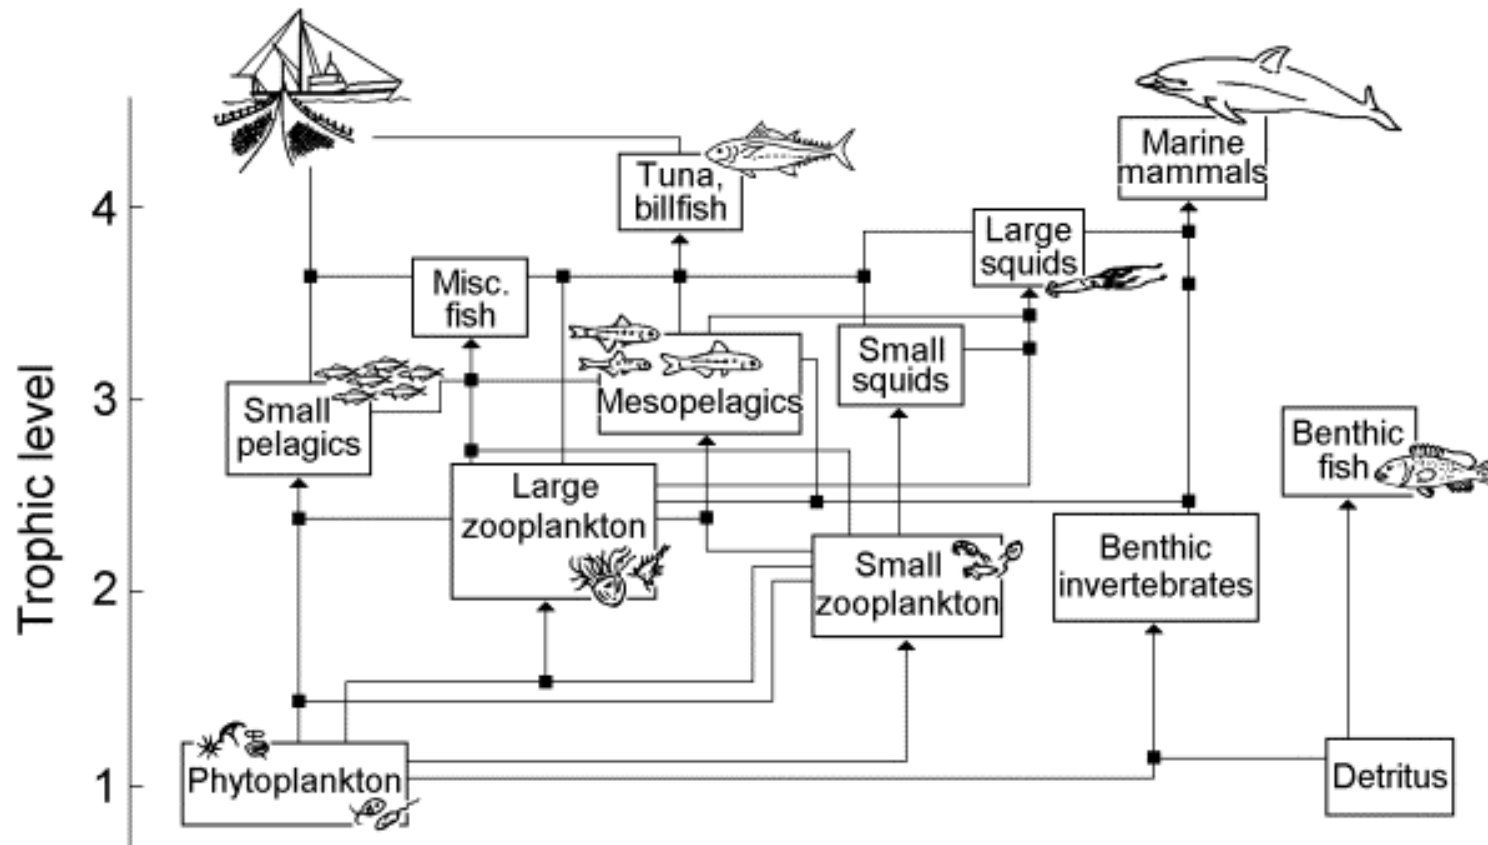 Trophic level
4
3
2
1
Marine
mammals
Tuna,
billfish
Large
squids
Misc.
fish
Small
squids
Mesopelagics
Small
pelagics
Benthic
fish
Large
zooplankton
Small
zooplankton
Benthic
invertebrates
Phytoplankton
Detritus